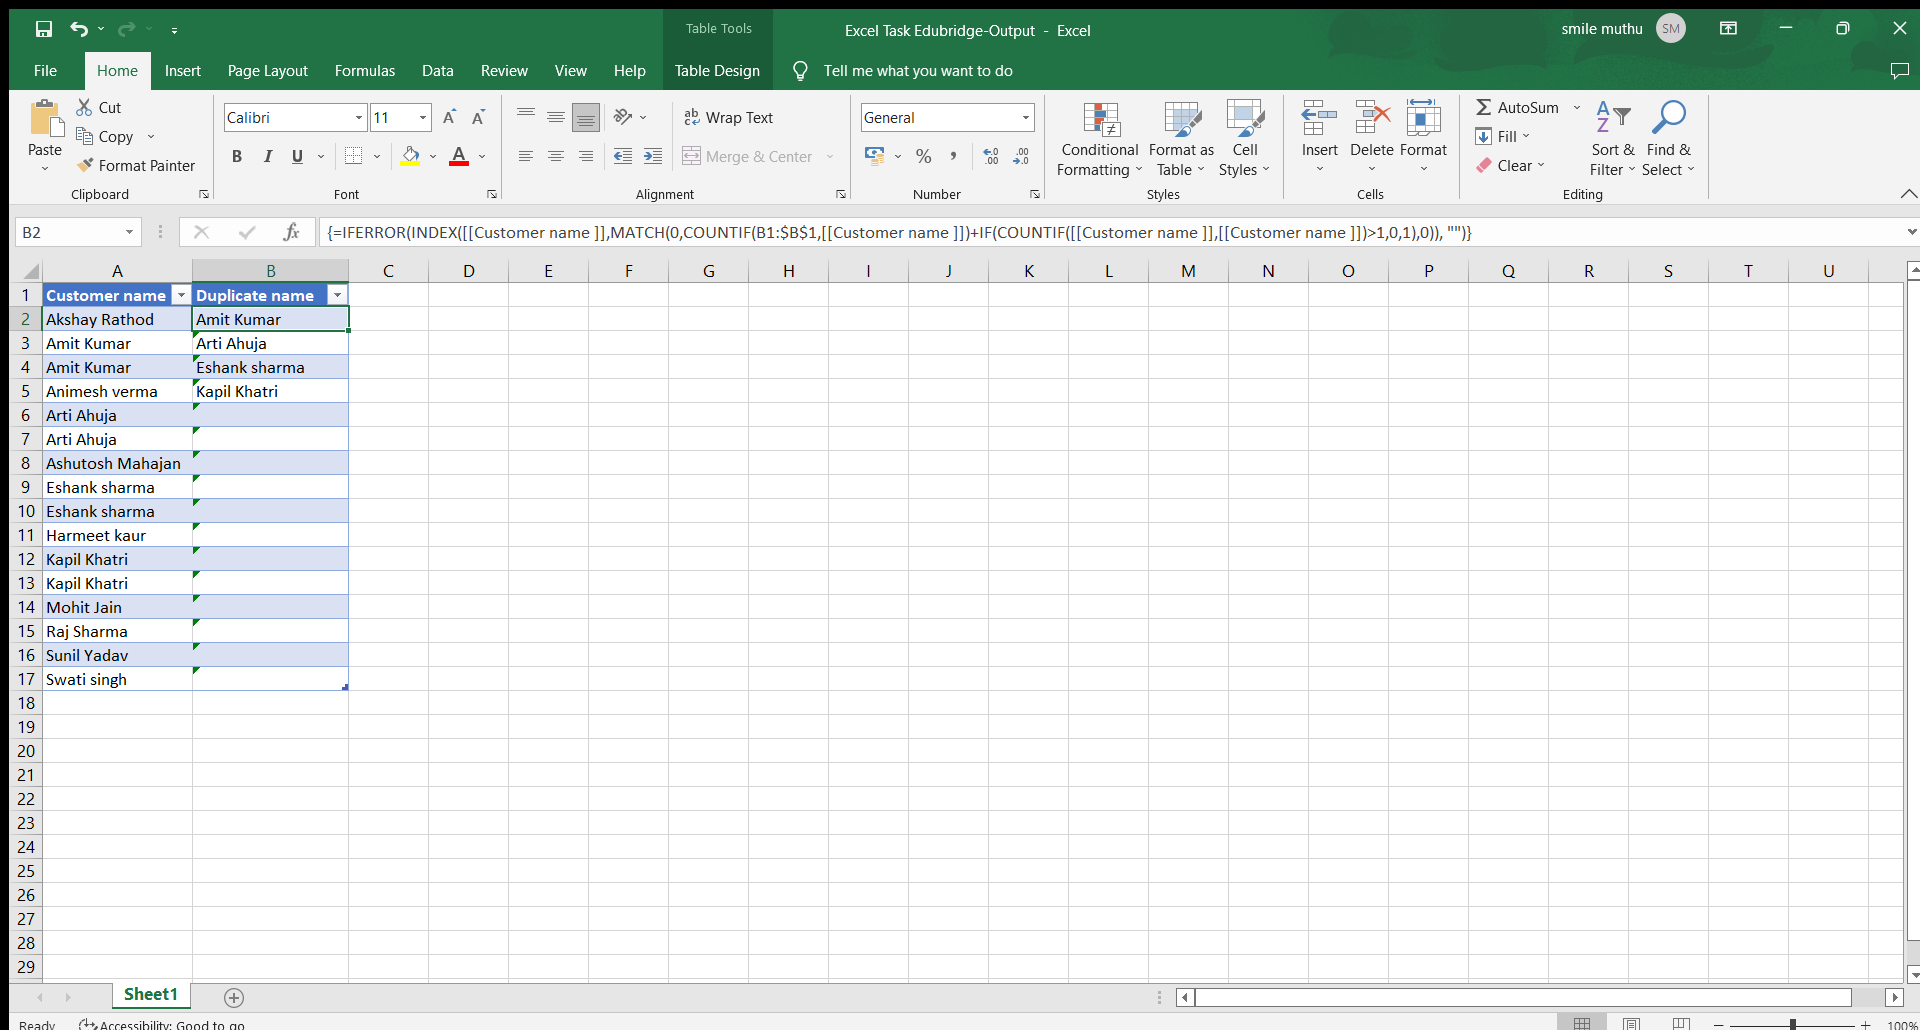 Table Tools
Excel Task Edubridge-Output - Excel
smile muthu SM
File Home Insert Page Layout Formulas Data Review View Help Table Design Tell me what you want to do
Paste
Cut
Copy
Format Painter
Clipboard
Calibri 11
A A
B I U A
Font
ab Wrap Text
Merge & Center
Alignment
General
% ,
Number
Conditional Formatting
Format as Table
Cell Styles
Styles
Insert Delete Format
Cells
AutoSum
Fill
Clear
Sort & Filter
Find & Select
Editing
B2 fx {=IFERROR(INDEX([[Customer name ]],MATCH(0,COUNTIF(B1:$B$1,[[Customer name ]])+IF(COUNTIF([[Customer name ]],[[Customer name ]])>1,0,1),0)), "")}
A B C D E F G H I J K L M N O P Q R S T U
1 Customer name Duplicate name
2 Akshay Rathod Amit Kumar
3 Amit Kumar Arti Ahuja
4 Amit Kumar Eshank sharma
5 Animesh verma Kapil Khatri
6 Arti Ahuja
7 Arti Ahuja
8 Ashutosh Mahajan
9 Eshank sharma
10 Eshank sharma
11 Harmeet kaur
12 Kapil Khatri
13 Kapil Khatri
14 Mohit Jain
15 Raj Sharma
16 Sunil Yadav
17 Swati singh
18
19
20
21
22
23
24
25
26
27
28
29
Sheet1
Ready Accessibility: Good to go 100%